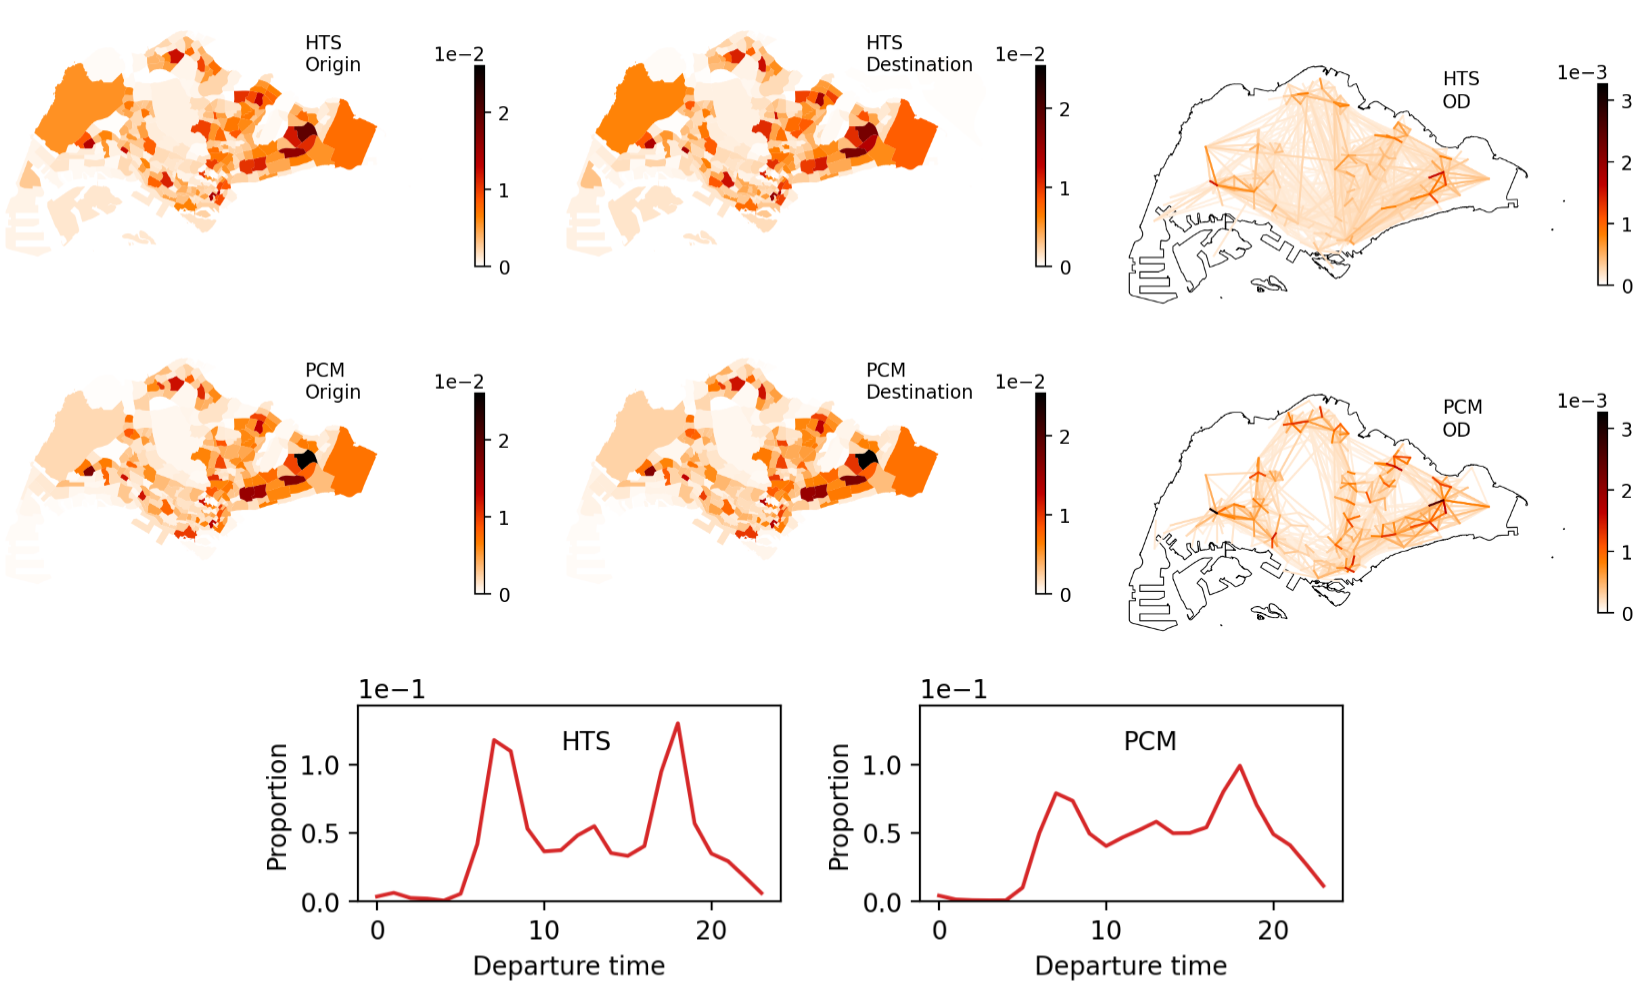 HTS
Origin
1e−2
2
1
0
HTS
Destination
1e−2
2
1
0
HTS
OD
1e−3
3
2
1
0
PCM
Origin
1e−2
2
1
0
PCM
Destination
1e−2
2
1
0
PCM
OD
1e−3
3
2
1
0
1e−1
HTS
Proportion
1.0
0.5
0.0
0
10
20
Departure time
1e−1
PCM
Proportion
1.0
0.5
0.0
0
10
20
Departure time